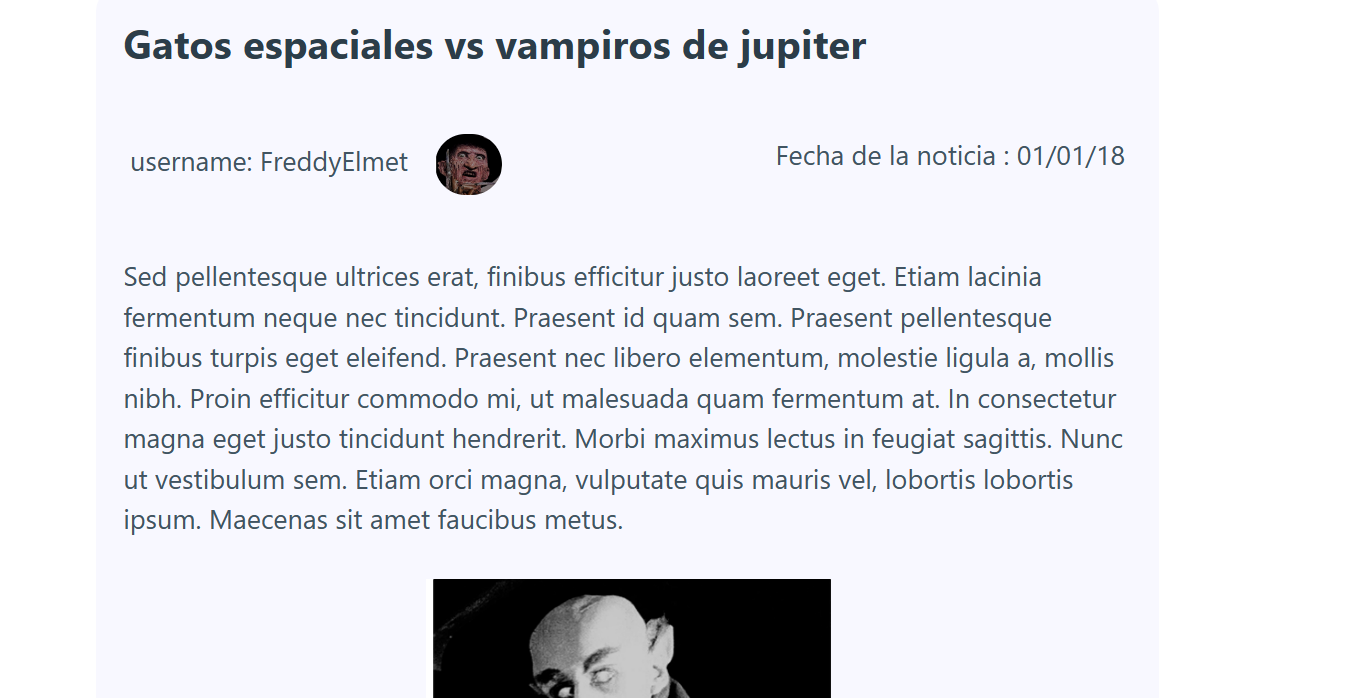 Gatos espaciales vs vampiros de jupiter
username: FreddyElmet
Fecha de la noticia : 01/01/18
Sed pellentesque ultrices erat, finibus efficitur justo laoreet eget. Etiam lacinia
fermentum neque nec tincidunt. Praesent id quam sem. Praesent pellentesque
finibus turpis eget eleifend. Praesent nec libero elementum, molestie ligula a, mollis
nibh. Proin efficitur commodo mi, ut malesuada quam fermentum at. In consectetur
magna eget justo tincidunt hendrerit. Morbi maximus lectus in feugiat sagittis. Nunc
ut vestibulum sem. Etiam orci magna, vulputate quis mauris vel, lobortis lobortis
ipsum. Maecenas sit amet faucibus metus.